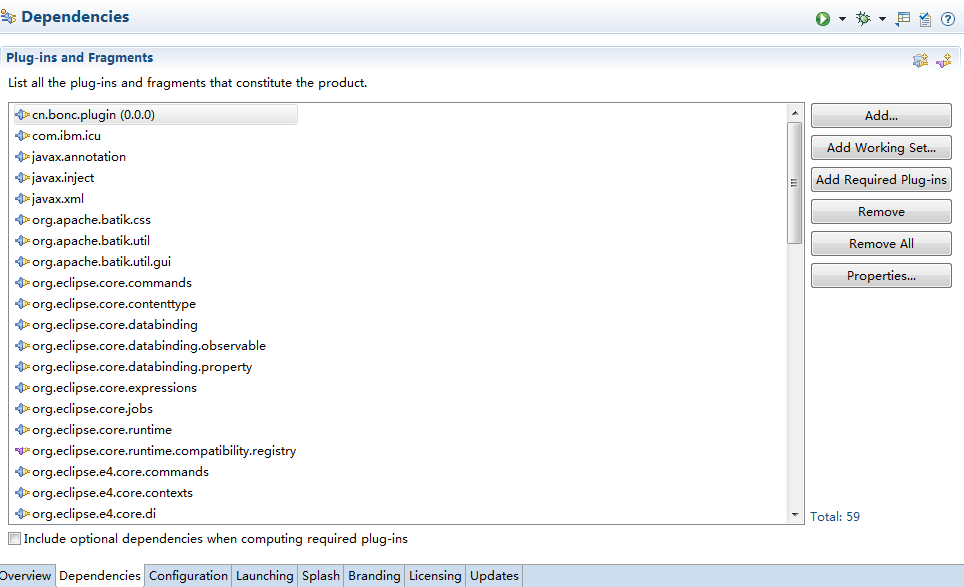 Dependencies
Plug-ins and Fragments
List all the plug-ins and fragments that constitute the product.
cn.bonc.plugin (0.0.0)
com.ibm.icu
javax.annotation
javax.inject
javax.xml
org.apache.batik.css
org.apache.batik.util
org.apache.batik.util.gui
org.eclipse.core.commands
org.eclipse.core.contenttype
org.eclipse.core.databinding
org.eclipse.core.databinding.observable
org.eclipse.core.databinding.property
org.eclipse.core.expressions
org.eclipse.core.jobs
org.eclipse.core.runtime
org.eclipse.core.runtime.compatibility.registry
org.eclipse.e4.core.commands
org.eclipse.e4.core.contexts
org.eclipse.e4.core.di
Add...
Add Working Set...
Add Required Plug-ins
Remove
Remove All
Properties...
Total: 59
Include optional dependencies when computing required plug-ins
Overview Dependencies Configuration Launching Splash Branding Licensing Updates